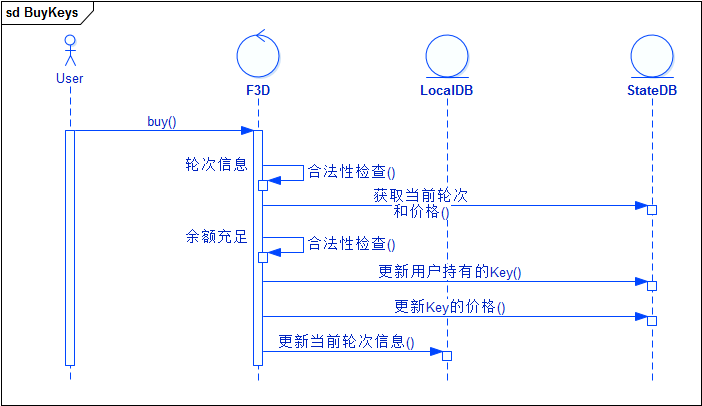 sd BuyKeys
User
F3D
LocalDB
StateDB
buy()
轮次信息
合法性检查()
获取当前轮次
和价格()
余额充足
合法性检查()
更新用户持有的Key()
更新Key的价格()
更新当前轮次信息()